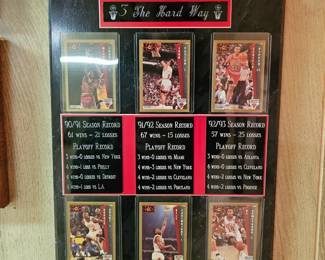 3 The Hard Way
90/91 Season Record
61 wins - 21 losses
Playoff Record
3 wins-0 losses vs. New York
4 wins-1 loss vs. Philly
4 wins-0 losses vs. Detroit
4 wins-1 loss vs. L.A.
91/92 Season Record
67 wins - 15 losses
Playoff Record
3 wins-0 losses vs. Miami
4 wins-3 losses vs. New York
4 wins-2 losses vs. Cleveland
4 wins-2 losses vs. Portland
92/93 Season Record
57 wins - 25 losses
Playoff Record
3 wins-0 losses vs. Atlanta
4 wins-0 losses vs. Cleveland
4 wins-2 losses vs. New York
4 wins-2 losses vs. Phoenix